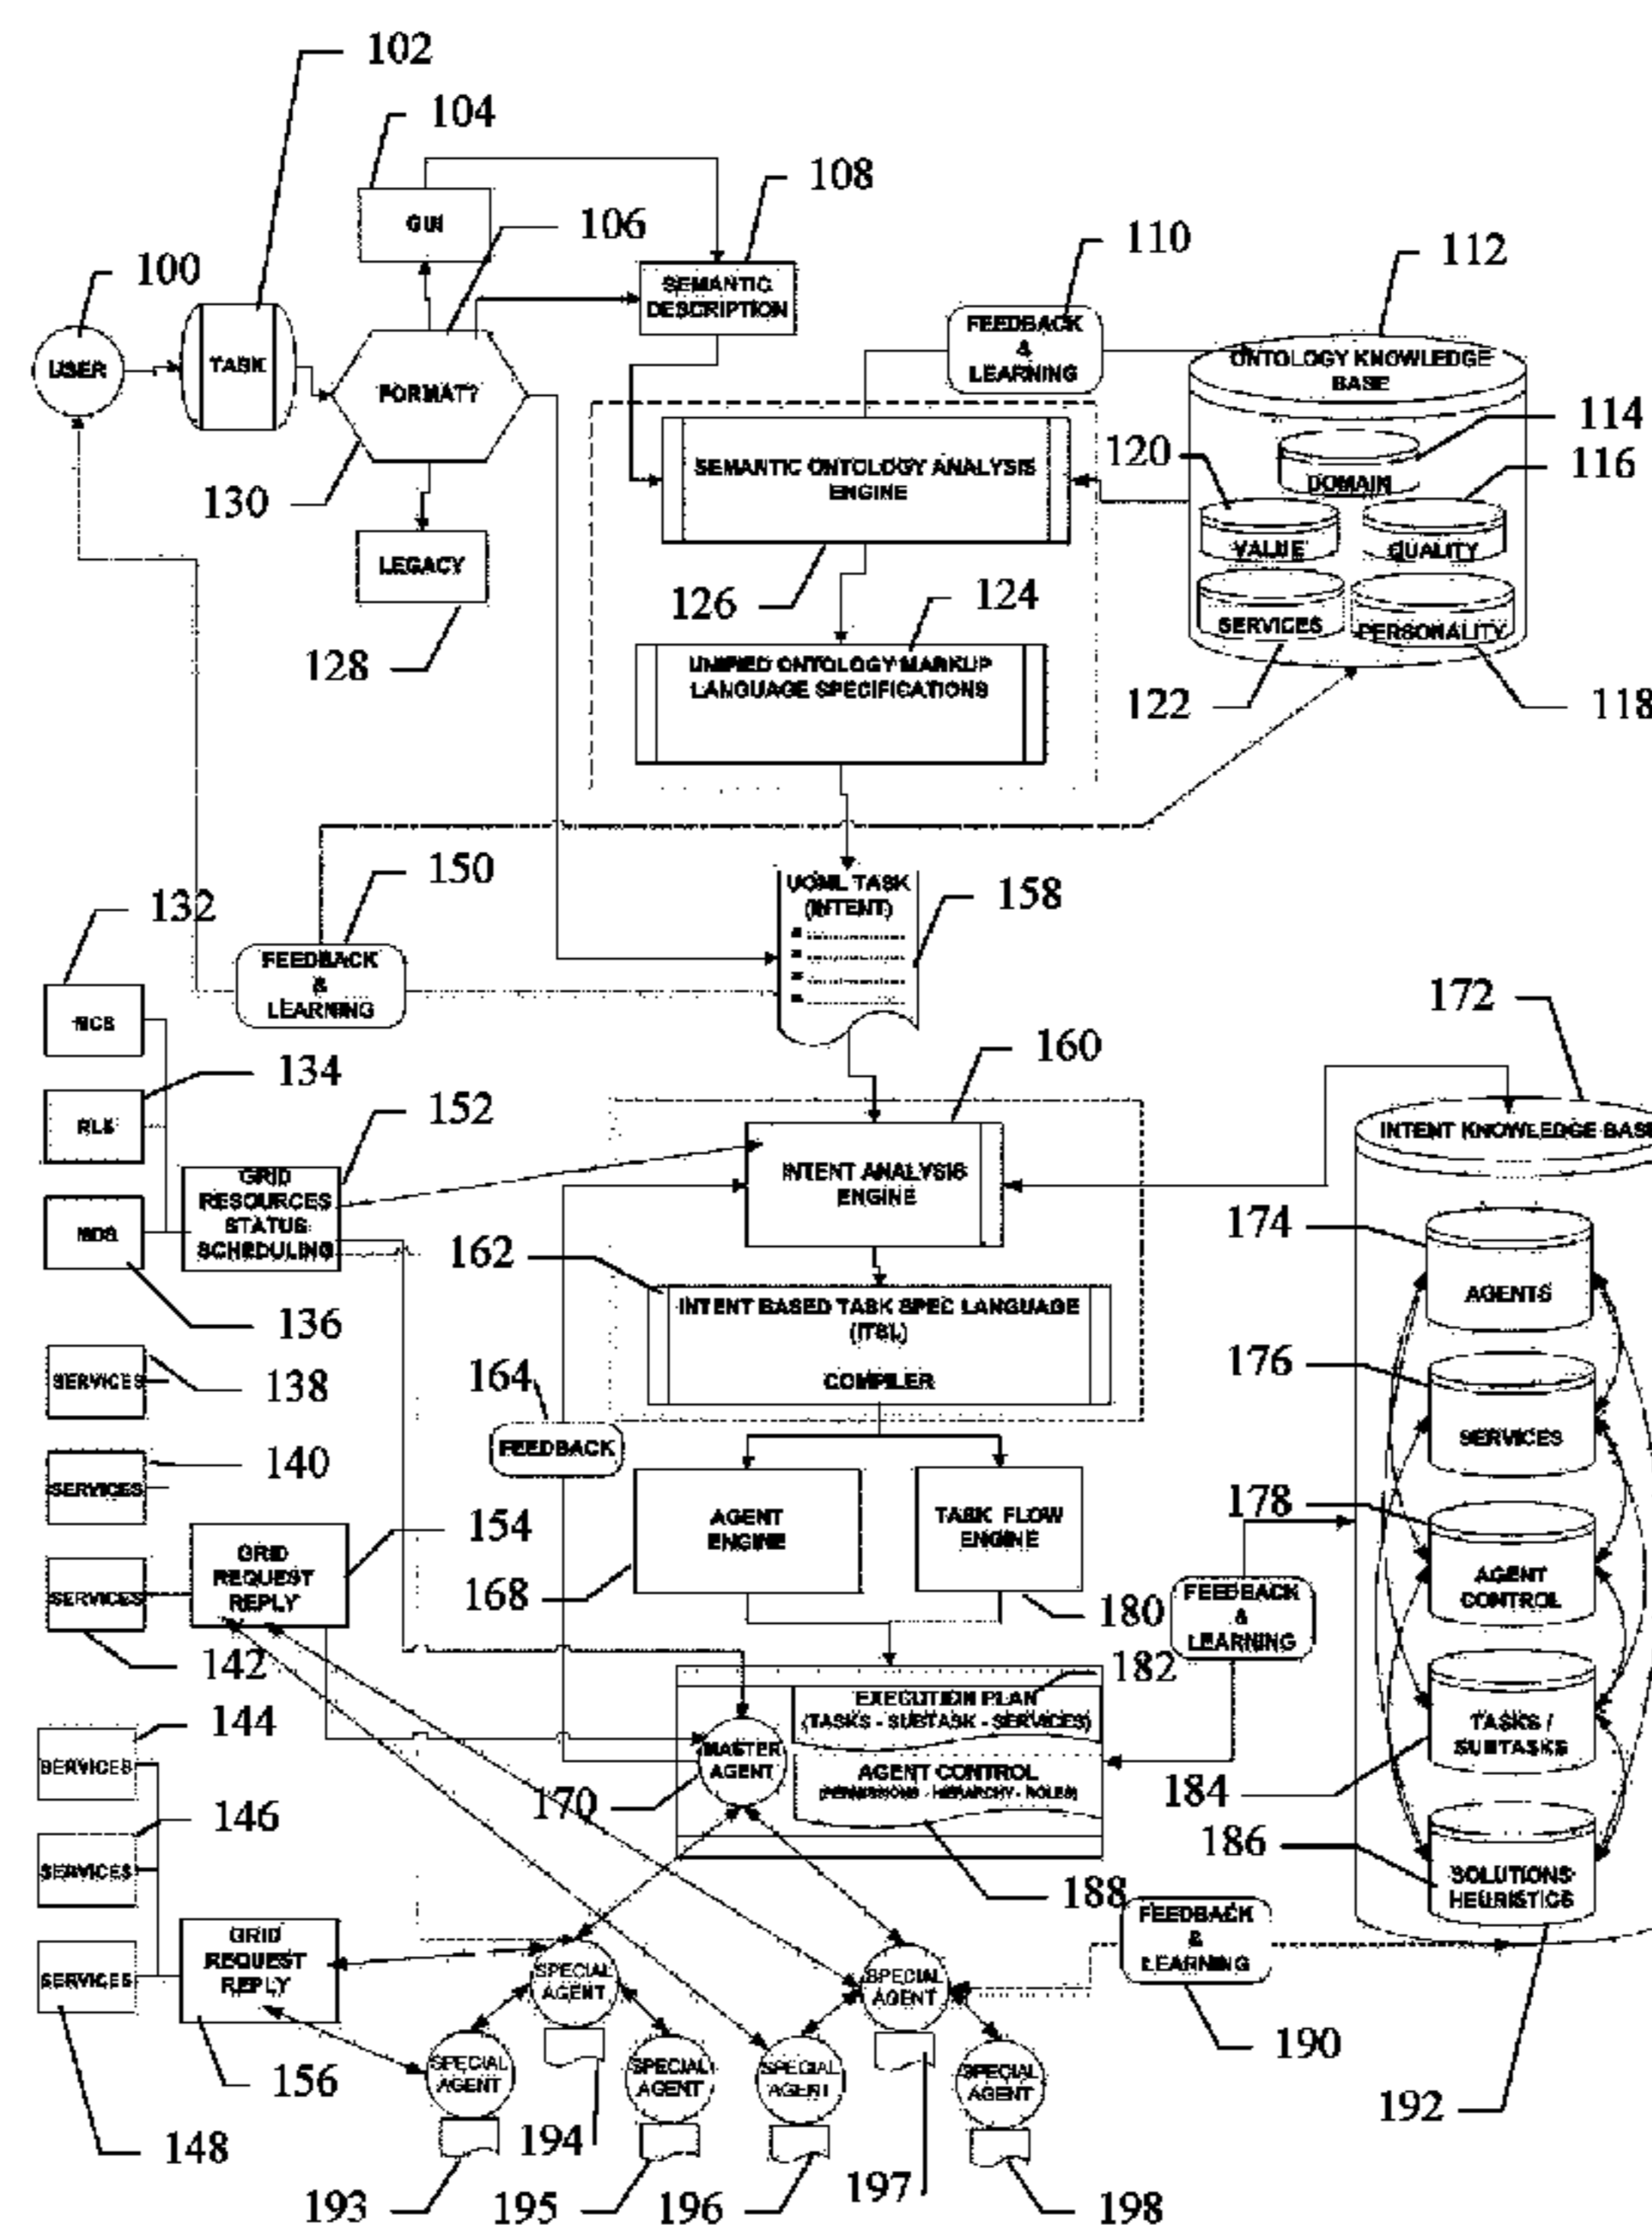 102
104
108
GUI
106
110
112
100
SEMANTIC
DESCRIPTION
FEEDBACK
&
LEARNING
ONTOLOGY KNOWLEDGE
BASE
USER
TASK
FORMAT?
114
120
116
SEMANTIC ONTOLOGY ANALYSIS
ENGINE
DOMAIN
130
VALUE
QUALITY
LEGACY
126
124
SERVICES
PERSONALITY
128
UNIFIED ONTOLOGY MARKUP
LANGUAGE SPECIFICATIONS
122
118
150
UOML TASK
(INTENT)
158
132
FEEDBACK
&
LEARNING
172
MCS
160
134
152
RLS
INTENT KNOWLEDGE BASE
GRID
RESOURCES
STATUS
SCHEDULING
INTENT ANALYSIS
ENGINE
174
MDS
162
AGENTS
136
INTENT BASED TASK SPEC LANGUAGE
(ITSL)
COMPILER
176
SERVICES
138
164
SERVICES
FEEDBACK
140
SERVICES
178
154
AGENT
ENGINE
TASK FLOW
ENGINE
GRID
REQUEST
REPLY
AGENT
CONTROL
SERVICES
168
180
FEEDBACK
&
LEARNING
142
182
EXECUTION PLAN
(TASKS - SUBTASK - SERVICES)
144
TASKS /
SUBTASKS
SERVICES
MASTER
AGENT
AGENT CONTROL
(PERMISSIONS - HIERARCHY - ROLES)
170
184
146
186
SERVICES
188
SOLUTIONS
HEURISTICS
FEEDBACK
&
LEARNING
GRID
REQUEST
REPLY
SERVICES
SPECIAL
AGENT
SPECIAL
AGENT
190
156
SPECIAL
AGENT
SPECIAL
AGENT
SPECIAL
AGENT
SPECIAL
AGENT
192
148
194
193
195
196
197
198